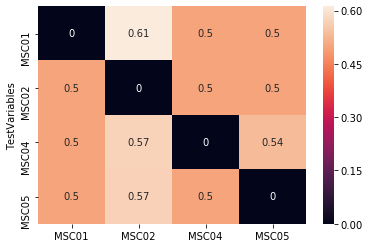 TestVariables
MSC01 0 0.61 0.5 0.5
MSC02 0.5 0 0.5 0.5
MSC04 0.5 0.57 0 0.54
MSC05 0.5 0.57 0.5 0
MSC01 MSC02 MSC04 MSC05
0.60
0.45
0.30
0.15
0.00